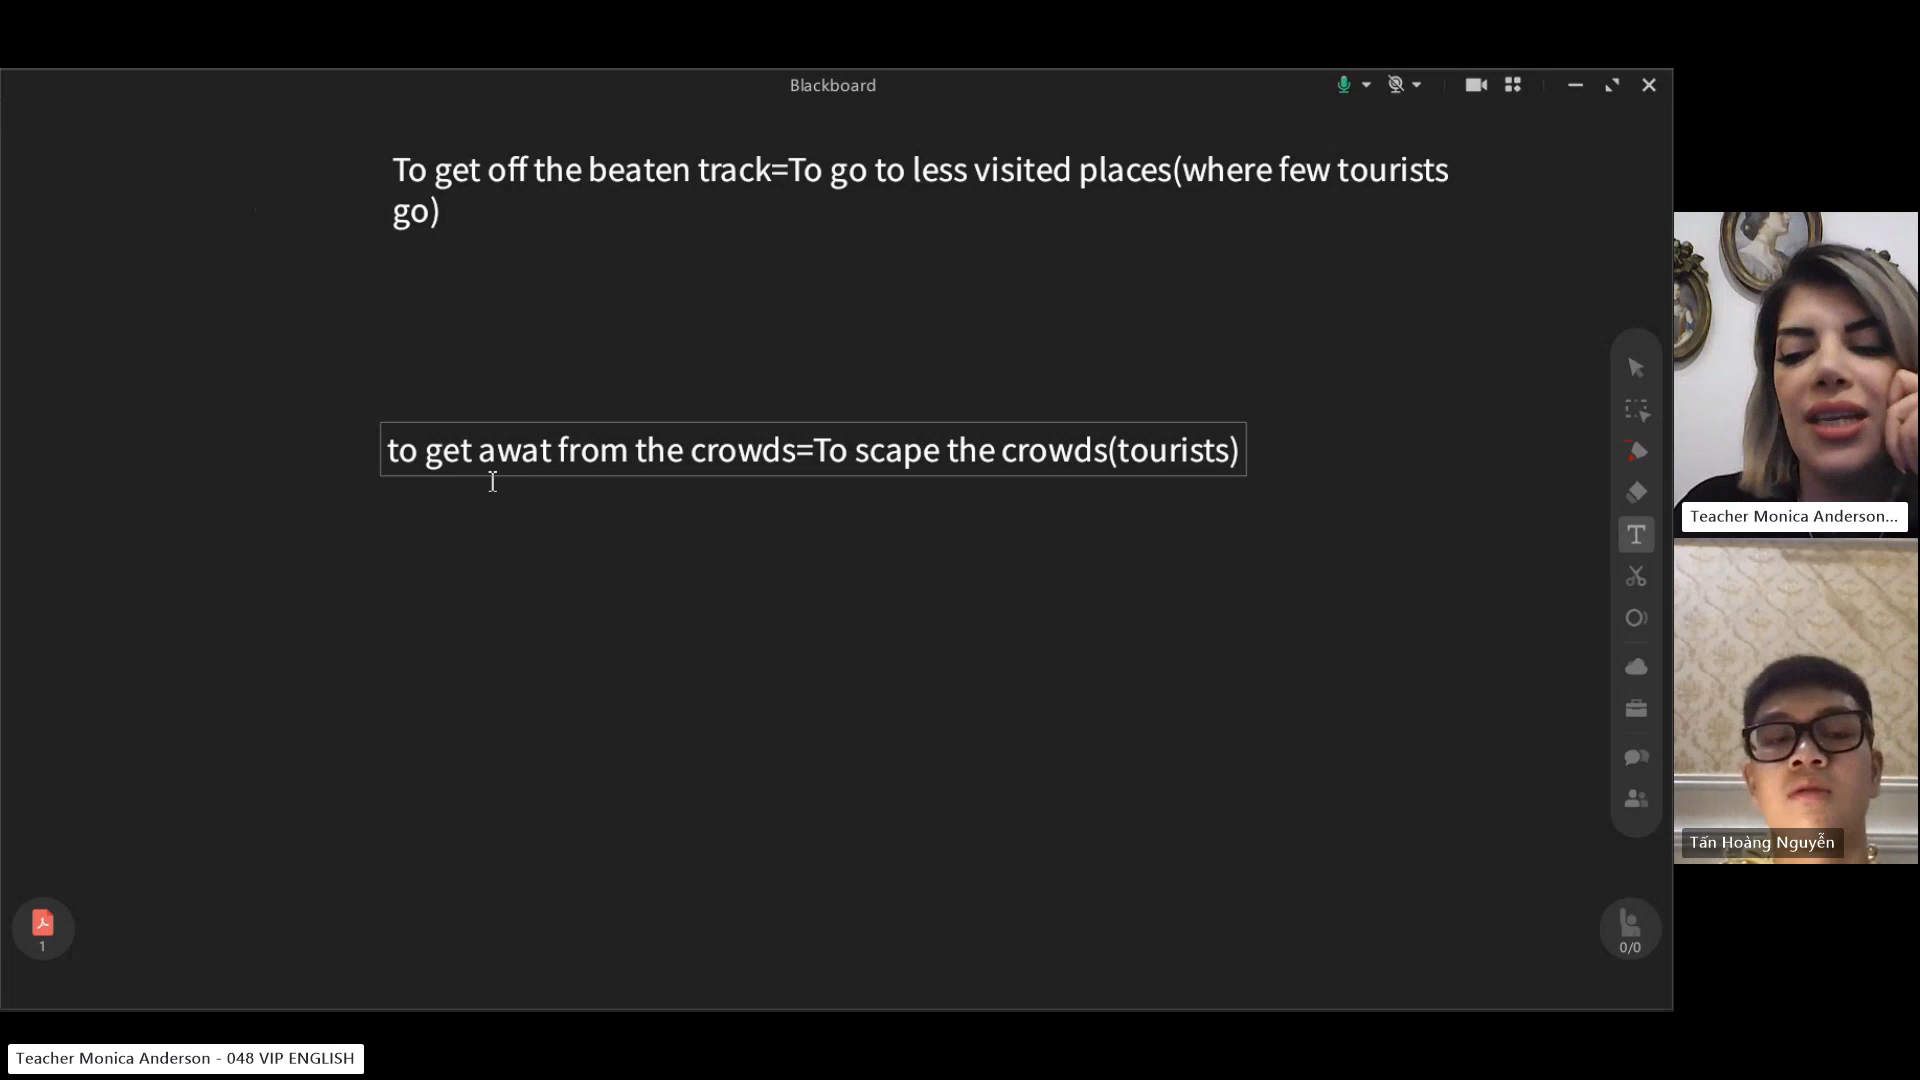 Blackboard
To get off the beaten track=To go to less visited places(where few tourists
go)
to get awat from the crowds=To scape the crowds(tourists)
Teacher Monica Anderson...
Tấn Hoàng Nguyễn
1
0/0
Teacher Monica Anderson - 048 VIP ENGLISH